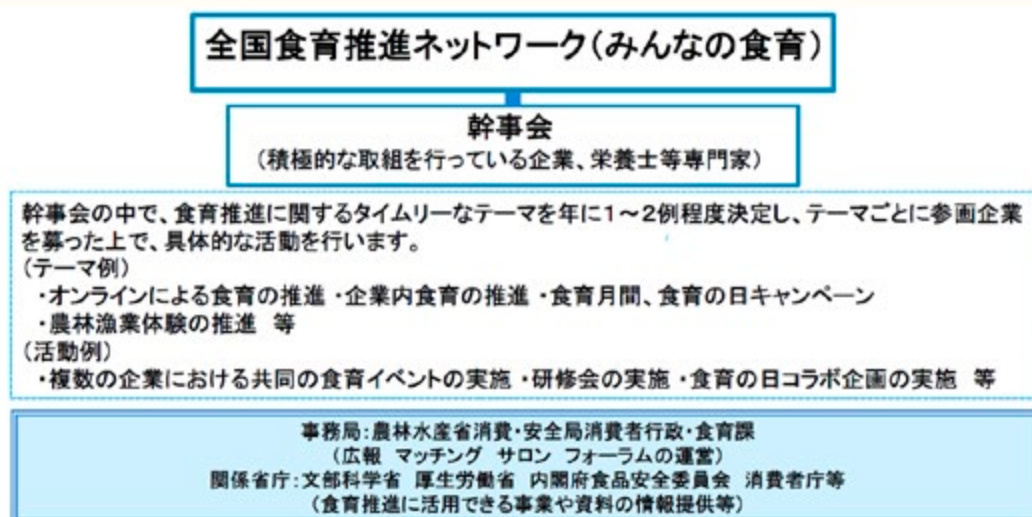 全国食育推進ネットワーク(みんなの食育)
幹事会
(積極的な取組を行っている企業、栄養士等専門家)
幹事会の中で、食育推進に関するタイムリーなテーマを年に1~2例程度決定し、テーマごとに参画企業
を募った上で、具体的な活動を行います。
(テーマ例)
・オンラインによる食育の推進 ・企業内食育の推進 ・食育月間、食育の日キャンペーン
・農林漁業体験の推進 等
(活動例)
・複数の企業における共同の食育イベントの実施 ・研修会の実施 ・食育の日コラボ企画の実施 等
事務局:農林水産省消費・安全局消費者行政・食育課
(広報 マッチング サロン フォーラムの運営)
関係省庁:文部科学省 厚生労働省 内閣府食品安全委員会 消費者庁等
(食育推進に活用できる事業や資料の情報提供等)